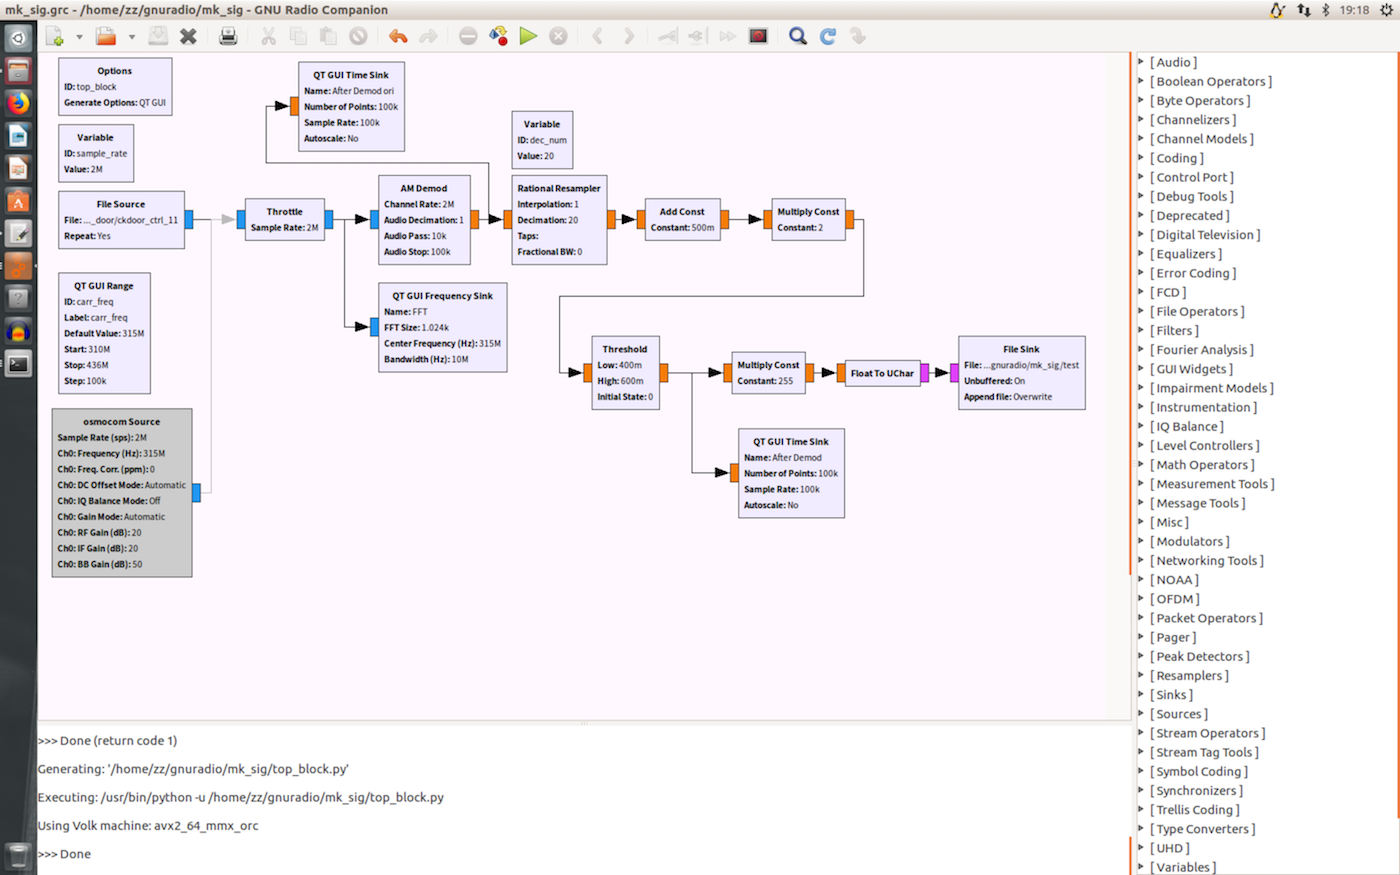 mk_sig.grc - /home/zz/gnuradio/mk_sig - GNU Radio Companion
19:18
Options
ID: top_block
Generate Options: QT GUI
Variable
ID: sample_rate
Value: 2M
File Source
File: ..._door/ckdoor_ctrl_11
Repeat: Yes
QT GUI Range
ID: carr_freq
Label: carr_freq
Default Value: 315M
Start: 310M
Stop: 436M
Step: 100k
osmocom Source
Sample Rate (sps): 2M
Ch0: Frequency (Hz): 315M
Ch0: Freq. Corr. (ppm): 0
Ch0: DC Offset Mode: Automatic
Ch0: IQ Balance Mode: Off
Ch0: Gain Mode: Automatic
Ch0: RF Gain (dB): 20
Ch0: IF Gain (dB): 20
Ch0: BB Gain (dB): 50
Throttle
Sample Rate: 2M
QT GUI Time Sink
Name: After Demod ori
Number of Points: 100k
Sample Rate: 100k
Autoscale: No
AM Demod
Channel Rate: 2M
Audio Decimation: 1
Audio Pass: 10k
Audio Stop: 100k
QT GUI Frequency Sink
Name: FFT
FFT Size: 1.024k
Center Frequency (Hz): 315M
Bandwidth (Hz): 10M
Variable
ID: dec_num
Value: 20
Rational Resampler
Interpolation: 1
Decimation: 20
Taps:
Fractional BW: 0
Add Const
Constant: 500m
Multiply Const
Constant: 2
Threshold
Low: 400m
High: 600m
Initial State: 0
Multiply Const
Constant: 255
Float To UChar
File Sink
File: ...gnuradio/mk_sig/test
Unbuffered: On
Append file: Overwrite
QT GUI Time Sink
Name: After Demod
Number of Points: 100k
Sample Rate: 100k
Autoscale: No
[ Audio ]
[ Boolean Operators ]
[ Byte Operators ]
[ Channelizers ]
[ Channel Models ]
[ Coding ]
[ Control Port ]
[ Debug Tools ]
[ Deprecated ]
[ Digital Television ]
[ Equalizers ]
[ Error Coding ]
[ FCD ]
[ File Operators ]
[ Filters ]
[ Fourier Analysis ]
[ GUI Widgets ]
[ Impairment Models ]
[ Instrumentation ]
[ IQ Balance ]
[ Level Controllers ]
[ Math Operators ]
[ Measurement Tools ]
[ Message Tools ]
[ Misc ]
[ Modulators ]
[ Networking Tools ]
[ NOAA ]
[ OFDM ]
[ Packet Operators ]
[ Pager ]
[ Peak Detectors ]
[ Resamplers ]
[ Sinks ]
[ Sources ]
[ Stream Operators ]
[ Stream Tag Tools ]
[ Symbol Coding ]
[ Synchronizers ]
[ Trellis Coding ]
[ Type Converters ]
[ UHD ]
[ Variables ]
>>> Done (return code 1)
Generating: '/home/zz/gnuradio/mk_sig/top_block.py'
Executing: /usr/bin/python -u /home/zz/gnuradio/mk_sig/top_block.py
Using Volk machine: avx2_64_mmx_orc
>>> Done